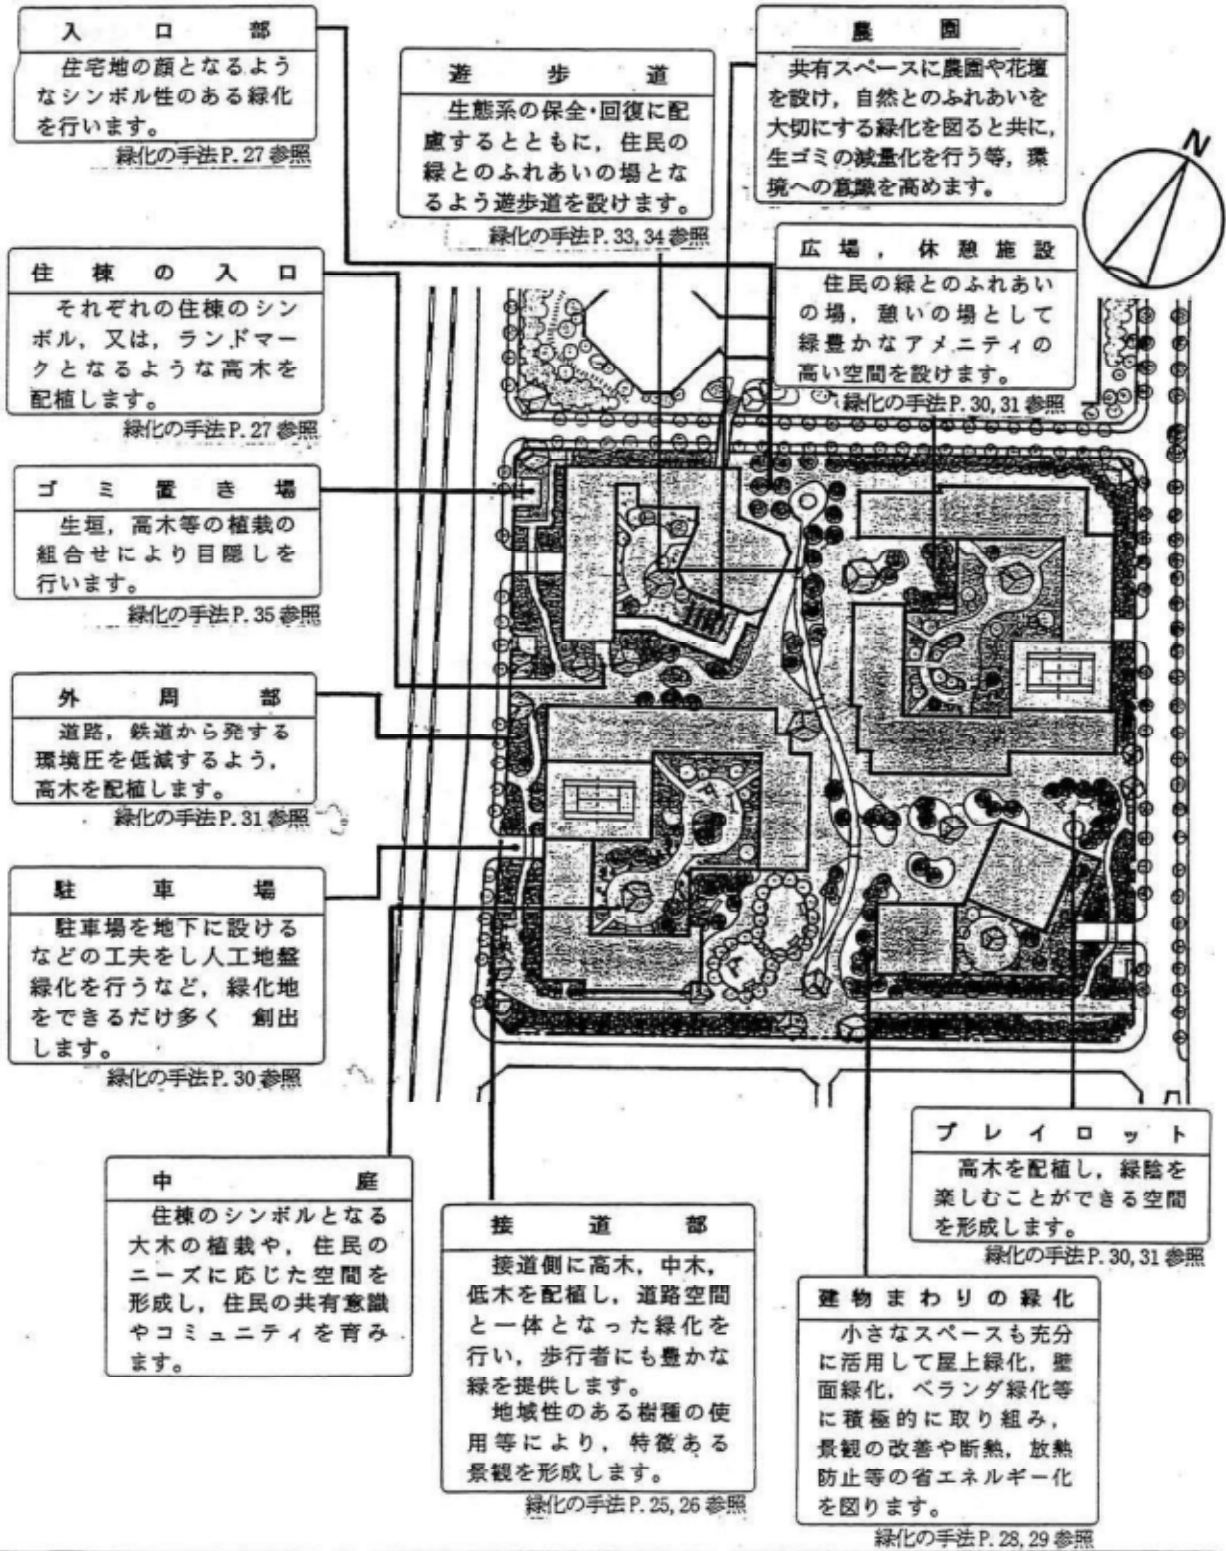 入口部
住宅地の顔となるよう
なシンボル性のある緑化
を行います。
緑化の手法P.27参照
遊歩道
生態系の保全・回復に配
慮するとともに，住民の
緑とのふれあいの場とな
るよう遊歩道を設けます。
緑化の手法P.33,34参照
農園
共有スペースに農園や花壇
を設け，自然とのふれあいを
大切にする緑化を図ると共に，
生ゴミの減量化を行う等，環
境への意識を高めます。
N
広場，休憩施設
住民の緑とのふれあい
の場，憩いの場として
緑豊かなアメニティの
高い空間を設けます。
緑化の手法P.30,31参照
住棟の入口
それぞれの住棟のシン
ボル，又は，ランドマー
クとなるような高木を
配植します。
緑化の手法P.27参照
ゴミ置き場
生垣，高木等の植栽の
組合せにより目隠しを
行います。
緑化の手法P.35参照
外周部
道路，鉄道から発する
環境圧を低減するよう，
高木を配植します。
緑化の手法P.31参照
駐車場
駐車場を地下に設ける
などの工夫をし人工地盤
緑化を行うなど，緑化地
をできるだけ多く　創出
します。
緑化の手法P.30参照
中庭
住棟のシンボルとなる
大木の植栽や，住民の
ニーズに応じた空間を
形成し，住民の共有意識
やコミュニティを育み
ます。
接道部
接道側に高木，中木，
低木を配植し，道路空間
と一体となった緑化を
行い，歩行者にも豊かな
緑を提供します。
地域性のある樹種の使
用等により，特徴ある
景観を形成します。
緑化の手法P.25,26参照
プレイロット
高木を配植し，緑陰を
楽しむことができる空間
を形成します。
緑化の手法P.30,31参照
建物まわりの緑化
小さなスペースも充分
に活用して屋上緑化，壁
面緑化，ベランダ緑化等
に積極的に取り組み，
景観の改善や断熱，放熱
防止等の省エネルギー化
を図ります。
緑化の手法P.28,29参照